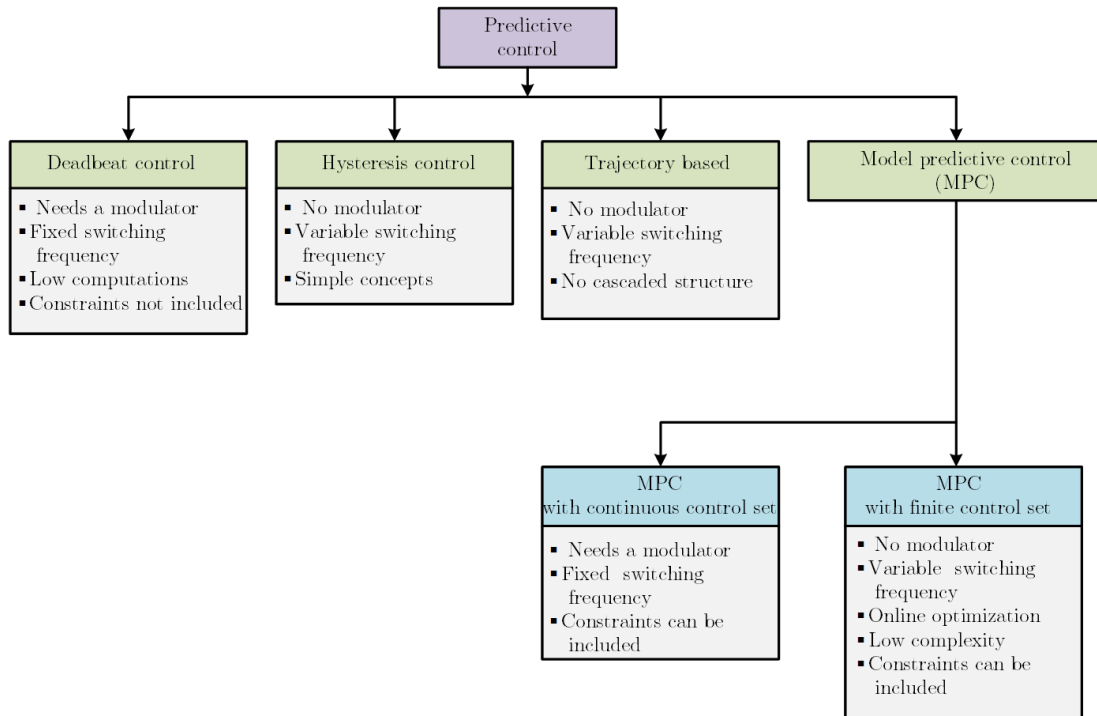 Predictive
control
Deadbeat control
▪ Needs a modulator
▪ Fixed switching
frequency
▪ Low computations
▪ Constraints not included
Hysteresis control
▪ No modulator
▪ Variable switching
frequency
▪ Simple concepts
Trajectory based
▪ No modulator
▪ Variable switching
frequency
▪ No cascaded structure
Model predictive control
(MPC)
MPC
with continuous control set
▪ Needs a modulator
▪ Fixed switching
frequency
▪ Constraints can be
included
MPC
with finite control set
▪ No modulator
▪ Variable switching
frequency
▪ Online optimization
▪ Low complexity
▪ Constraints can be
included